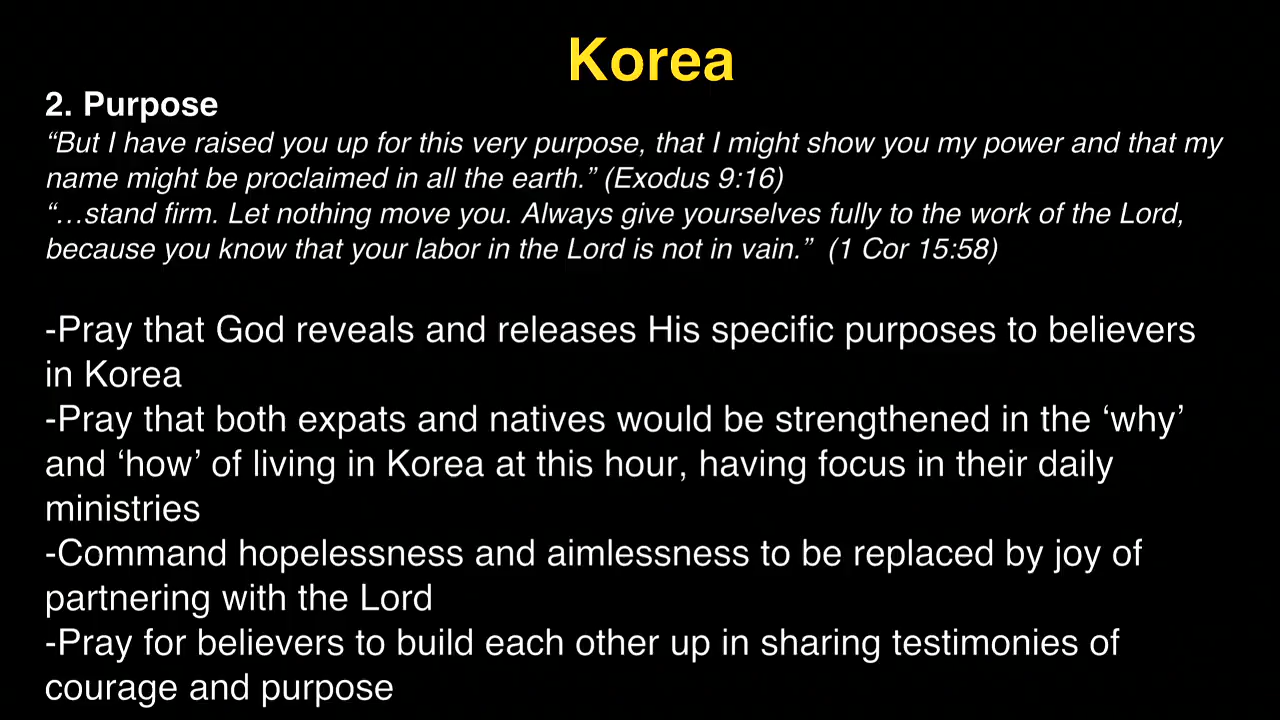 Korea
2. Purpose
“But I have raised you up for this very purpose, that I might show you my power and that my
name might be proclaimed in all the earth.” (Exodus 9:16)
“…stand firm. Let nothing move you. Always give yourselves fully to the work of the Lord,
because you know that your labor in the Lord is not in vain.”  (1 Cor 15:58)
-Pray that God reveals and releases His specific purposes to believers
in Korea
-Pray that both expats and natives would be strengthened in the ‘why’
and ‘how’ of living in Korea at this hour, having focus in their daily
ministries
-Command hopelessness and aimlessness to be replaced by joy of
partnering with the Lord
-Pray for believers to build each other up in sharing testimonies of
courage and purpose